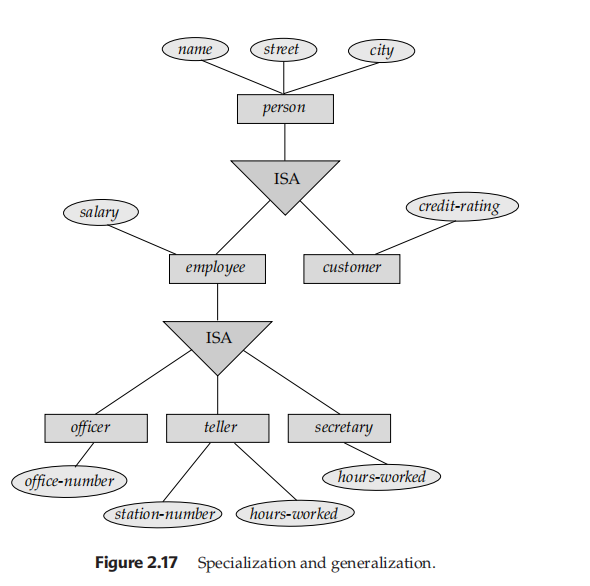 name street city
person
ISA
salary credit-rating
employee customer
ISA
officer teller secretary
office-number hours-worked
station-number hours-worked
Figure 2.17 Specialization and generalization.